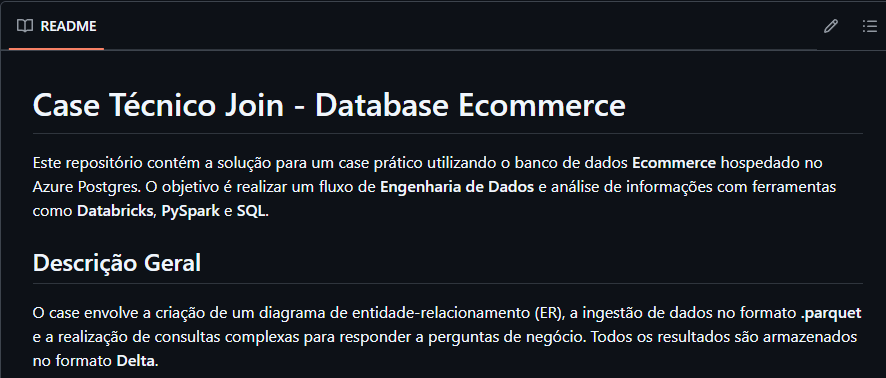 README
Case Técnico Join - Database Ecommerce
Este repositório contém a solução para um case prático utilizando o banco de dados Ecommerce hospedado no
Azure Postgres. O objetivo é realizar um fluxo de Engenharia de Dados e análise de informações com ferramentas
como Databricks, PySpark e SQL.
Descrição Geral
O case envolve a criação de um diagrama de entidade-relacionamento (ER), a ingestão de dados no formato .parquet
e a realização de consultas complexas para responder a perguntas de negócio. Todos os resultados são armazenados
no formato Delta.